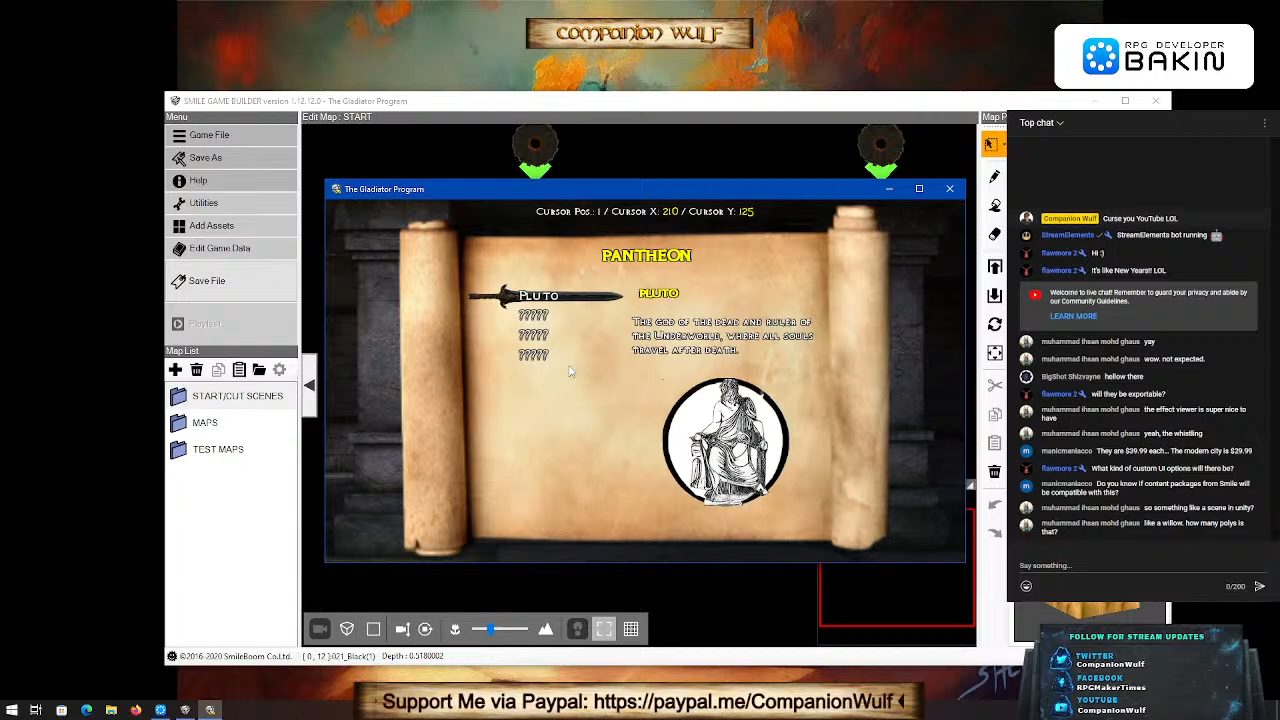 COMPANION WULF
RPG DEVELOPER
BAKIN
SMILE GAME BUILDER version 1.12.12.0 - The Gladiator Program
Menu
Edit Map : START
Map P
Game File
Save As
Help
Utilities
Add Assets
Edit Game Data
Save File
Playtest
Map List
START/CUT SCENES
MAPS
TEST MAPS
The Gladiator Program
Cursor Pos.: 1 / Cursor X: 210 / Cursor Y: 125
PANTHEON
PLUTO
?????
?????
?????
PLUTO
The god of the dead and ruler of
the Underworld, where all souls
travel after death.
©2016-2020 SmileBoom Co.Ltd.
[ 0 , 12 ]:021_Black(1) Depth : 0.5180002
Top chat
Companion Wulf Curse you YouTube LOL
StreamElements StreamElements bot running
flawmore 2 Hi :)
flawmore 2 It's like New Years!! LOL
Welcome to live chat! Remember to guard your privacy and abide by
our Community Guidelines.
LEARN MORE
muhammad ihsan mohd ghaus yay
muhammad ihsan mohd ghaus wow. not expected.
BigShot Shizvayne hellow there
flawmore 2 will they be exportable?
muhammad ihsan mohd ghaus the effect viewer is super nice to
have
muhammad ihsan mohd ghaus yeah, the whistling
manicmaniacco They are $39.99 each... The modern city is $29.99
flawmore 2 What kind of custom UI options will there be?
manicmaniacco Do you know if content packages from Smile will
be compatible with this?
muhammad ihsan mohd ghaus so something like a scene in unity?
muhammad ihsan mohd ghaus like a willow. how many polys is
that?
Say something...
0/200
FOLLOW FOR STREAM UPDATES
TWITTER
CompanionWulf
FACEBOOK
RPGMakerTimes
YOUTUBE
CompanionWulf
Support Me via Paypal: https://paypal.me/CompanionWulf